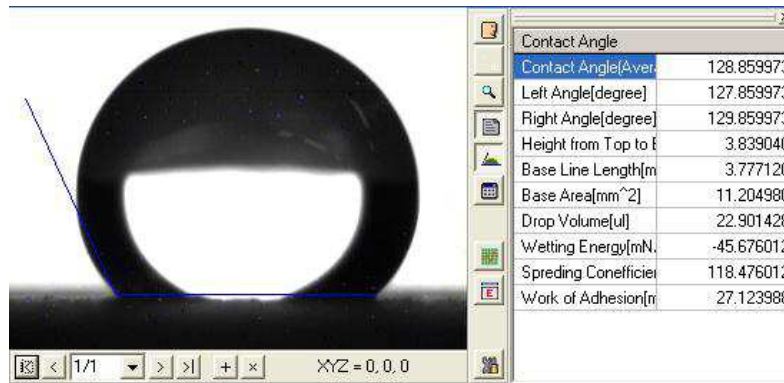 Contact Angle
Contact Angle(Avera 128.859973
Left Angle[degree] 127.859973
Right Angle[degree] 129.859973
Height from Top to B 3.839040
Base Line Length[m 3.777120
Base Area[mm^2] 11.204980
Drop Volume[ul] 22.901428
Wetting Energy[mN. -45.676012
Spreding Conefficier 118.476012
Work of Adhesion[m 27.123988
1/1
XYZ = 0, 0, 0
E